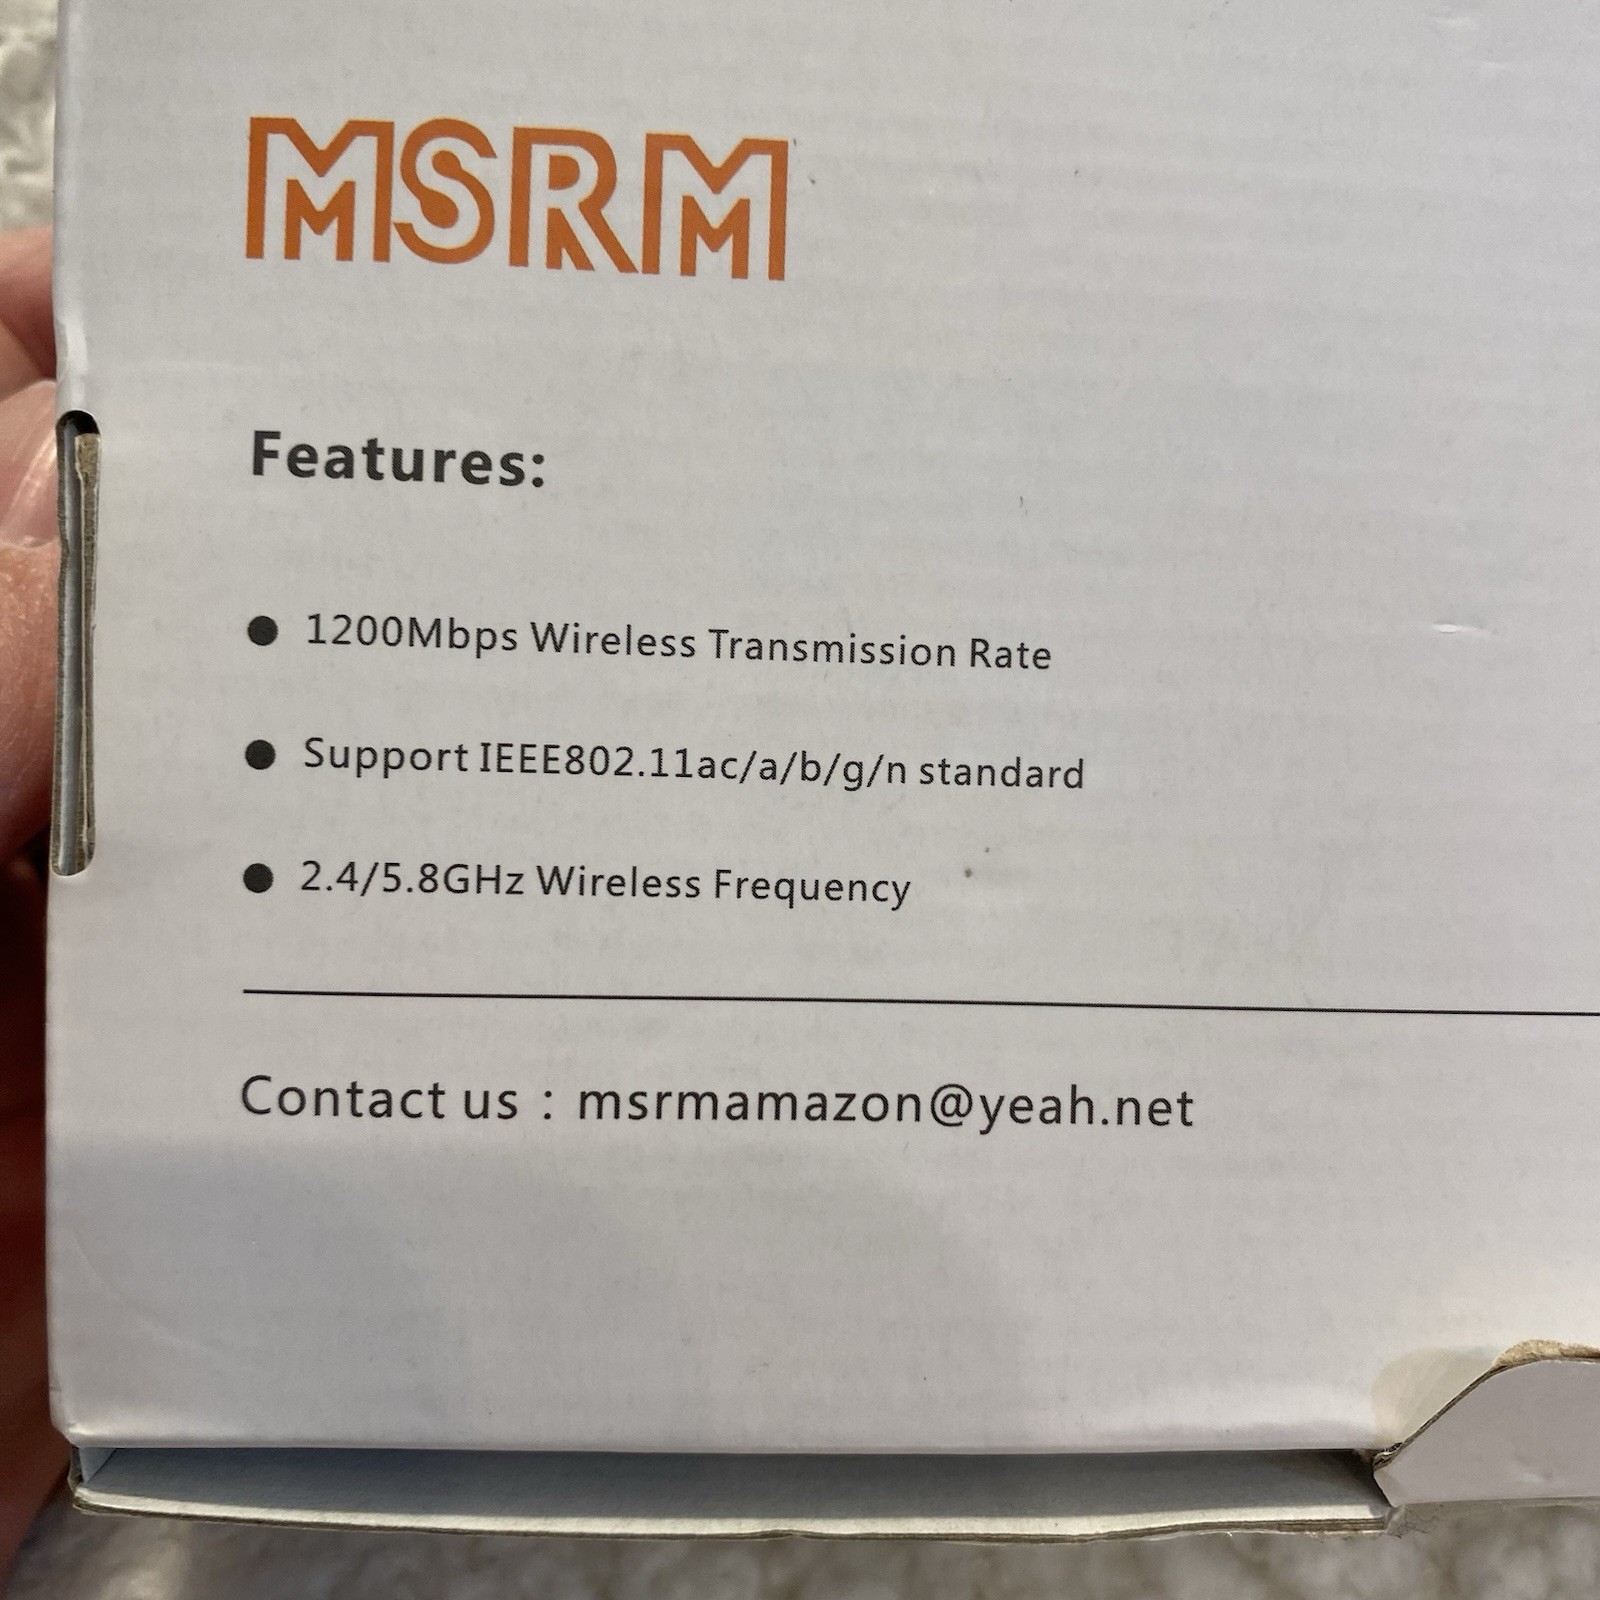 MSRM
Features:
● 1200Mbps Wireless Transmission Rate
● Support IEEE802.11ac/a/b/g/n standard
● 2.4/5.8GHz Wireless Frequency
Contact us : msrmamazon@yeah.net